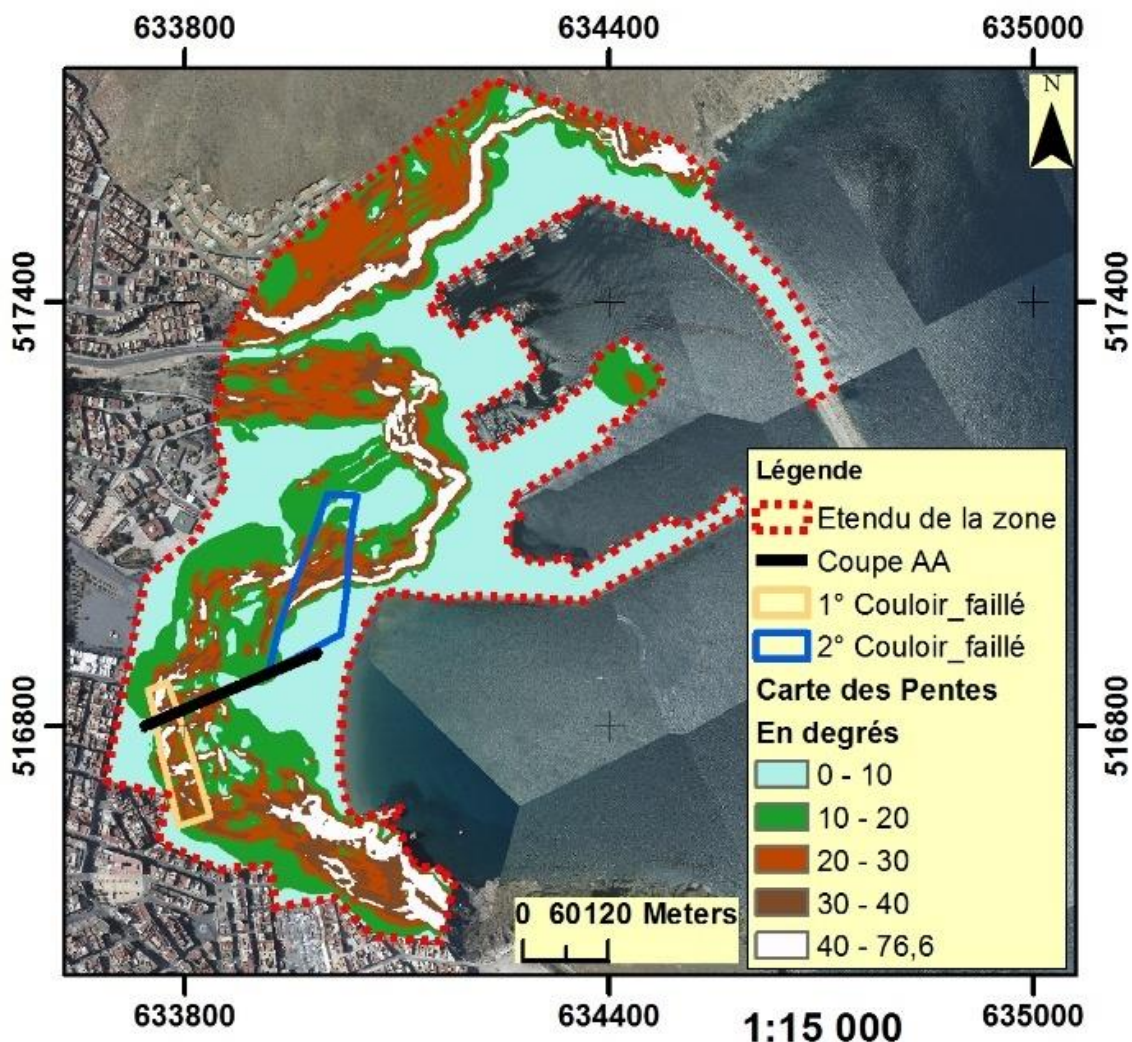 633800 634400 635000
N
517400 517400
516800 516800
Légende
Etendu de la zone
Coupe AA
1° Couloir_faillé
2° Couloir_faillé
Carte des Pentes
En degrés
0 - 10
10 - 20
20 - 30
30 - 40
40 - 76,6
0 60 120 Meters
633800 634400 635000
1:15 000